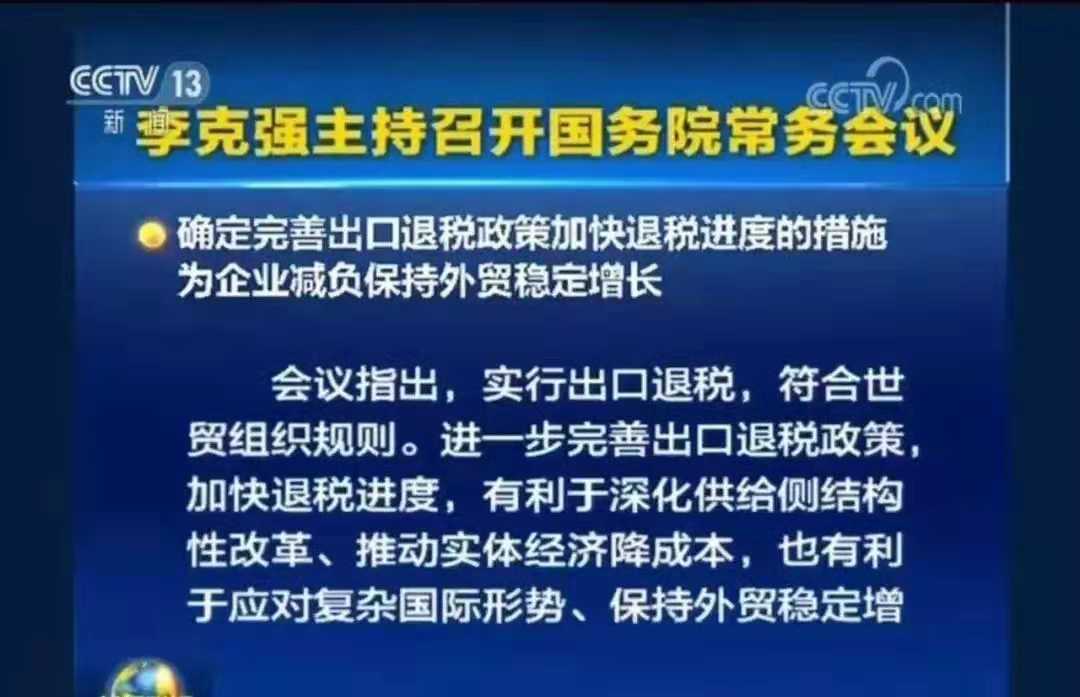 CCTV 13
新闻
CCTV.com
李克强主持召开国务院常务会议
确定完善出口退税政策加快退税进度的措施
为企业减负保持外贸稳定增长
会议指出，实行出口退税，符合世
贸组织规则。进一步完善出口退税政策，
加快退税进度，有利于深化供给侧结构
性改革、推动实体经济降成本，也有利
于应对复杂国际形势、保持外贸稳定增